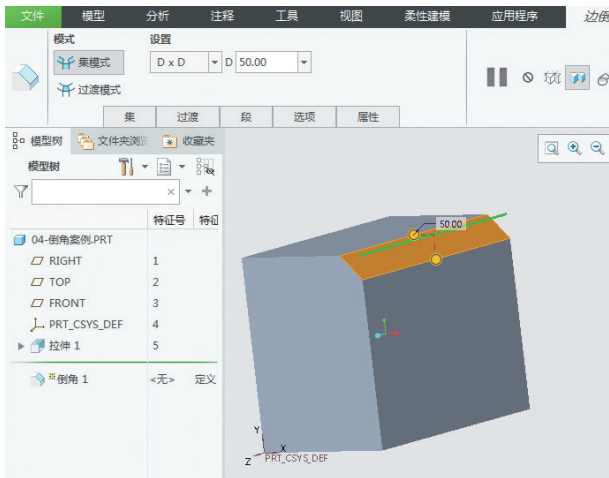 文件 模型 分析 注释 工具 视图 柔性建模 应用程序 边倒
模式 设置
集模式 D x D D 50.00
过渡模式
集 过渡 段 选项 属性
模型树 文件夹浏 收藏夹
模型树
特征号 特征
04-倒角案例.PRT
RIGHT 1
TOP 2
FRONT 3
PRT_CSYS_DEF 4
拉伸 1 5
※倒角 1 <无> 定义
50.00
Y
X
Z PRT_CSYS_DEF